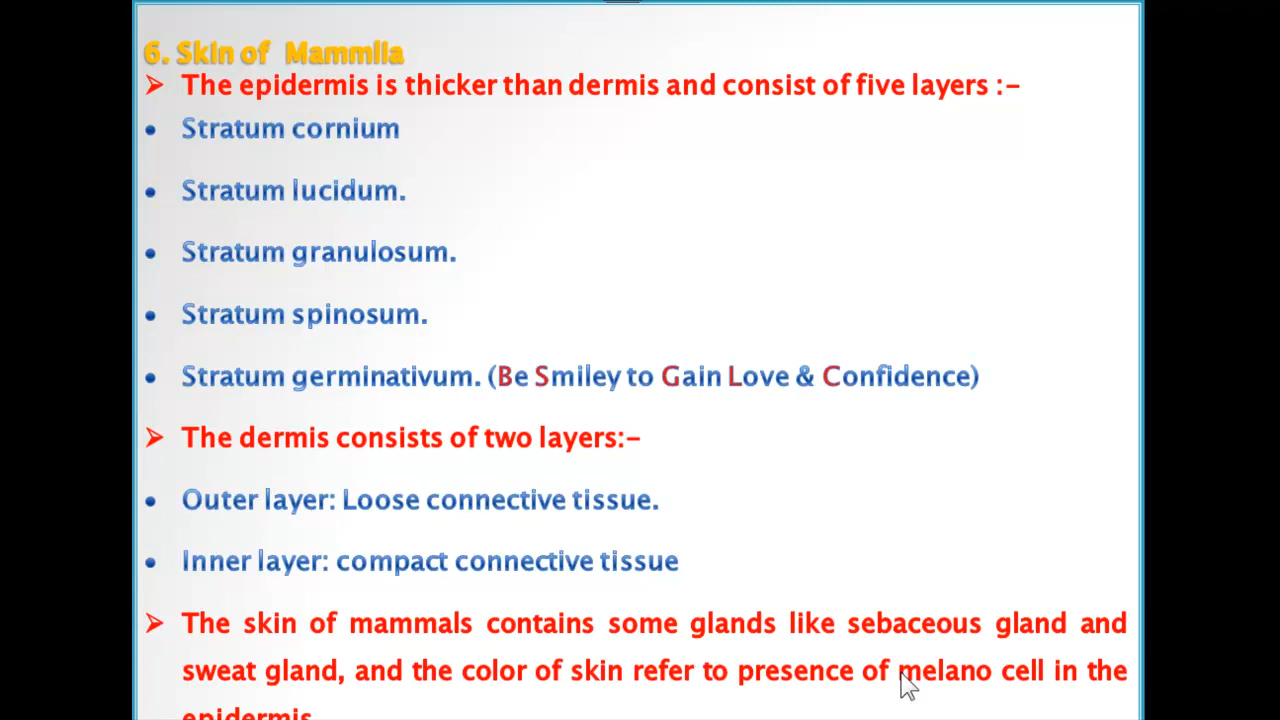 6. Skin of Mammlia
The epidermis is thicker than dermis and consist of five layers :-
Stratum cornium
Stratum lucidum.
Stratum granulosum.
Stratum spinosum.
Stratum germinativum. (Be Smiley to Gain Love & Confidence)
The dermis consists of two layers:-
Outer layer: Loose connective tissue.
Inner layer: compact connective tissue
The skin of mammals contains some glands like sebaceous gland and
sweat gland, and the color of skin refer to presence of melano cell in the
epidermis